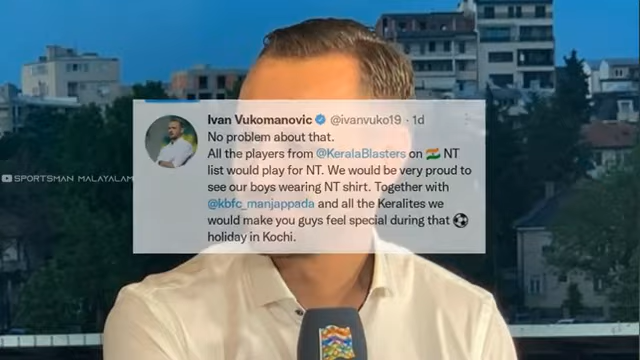 Ivan Vukomanovic @ivanvuko19 · 1d
No problem about that.
All the players from @KeralaBlasters on 🇮🇳 NT
list would play for NT. We would be very proud to
see our boys wearing NT shirt. Together with
@kbfc_manjappada and all the Keralites we
would make you guys feel special during that ⚽
holiday in Kochi.
SPORTSMAN MALAYALAM